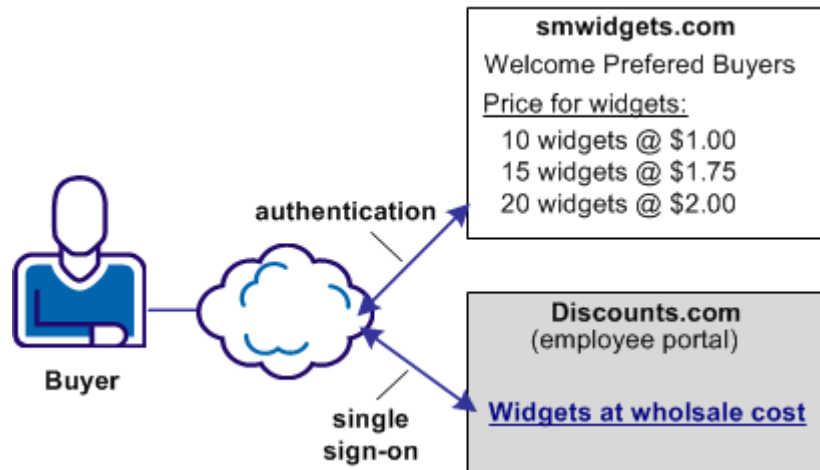 smwidgets.com
Welcome Prefered Buyers
Price for widgets:
10 widgets @ $1.00
15 widgets @ $1.75
20 widgets @ $2.00
authentication
Buyer
single
sign-on
Discounts.com
(employee portal)
Widgets at wholsale cost